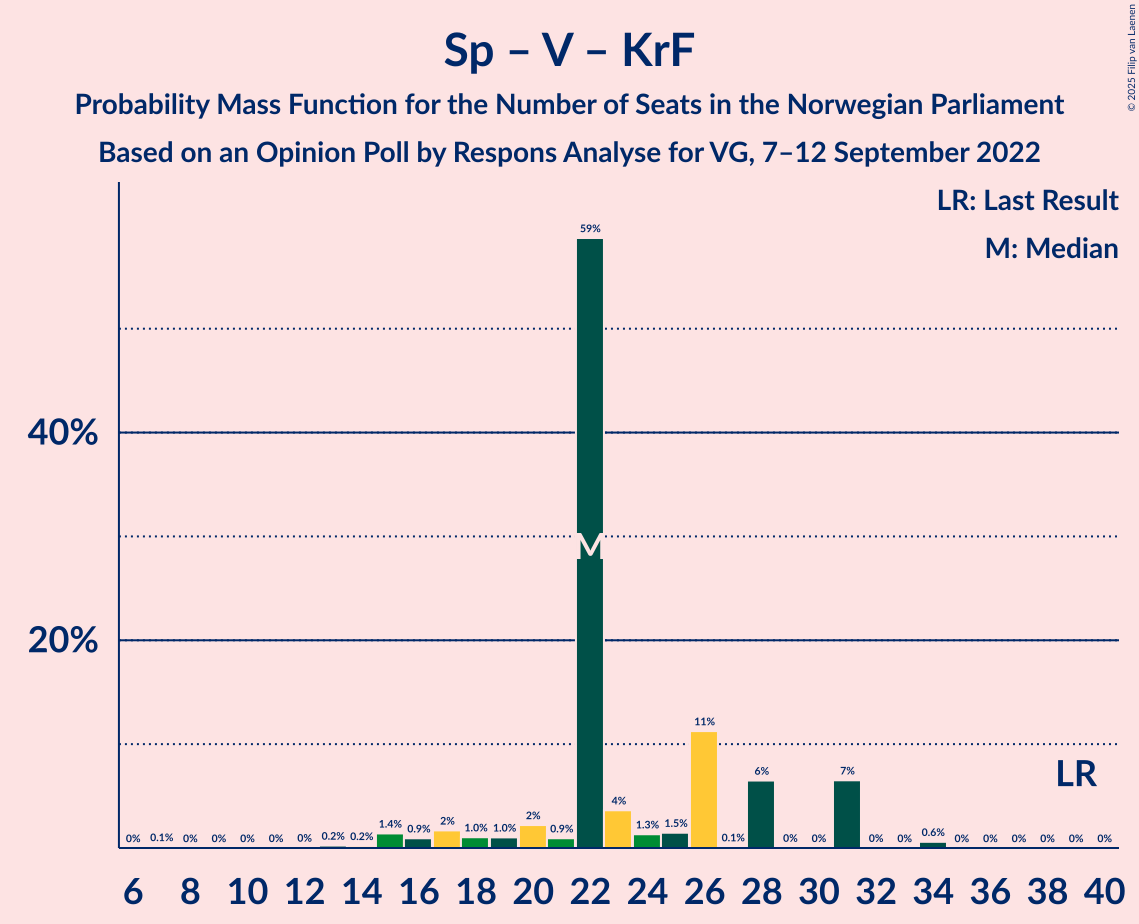 Sp – V – KrF
Probability Mass Function for the Number of Seats in the Norwegian Parliament
Based on an Opinion Poll by Respons Analyse for VG, 7–12 September 2022
© 2025 Filip van Laenen
LR: Last Result
M: Median
40%
20%
0% 0.1% 0% 0% 0% 0% 0% 0.2% 0.2% 1.4% 0.9% 2% 1.0% 1.0% 2% 0.9% 59% 4% 1.3% 1.5% 11% 0.1% 6% 0% 0% 7% 0% 0% 0.6% 0% 0% 0% 0% 0% 0%
M
LR
6 8 10 12 14 16 18 20 22 24 26 28 30 32 34 36 38 40